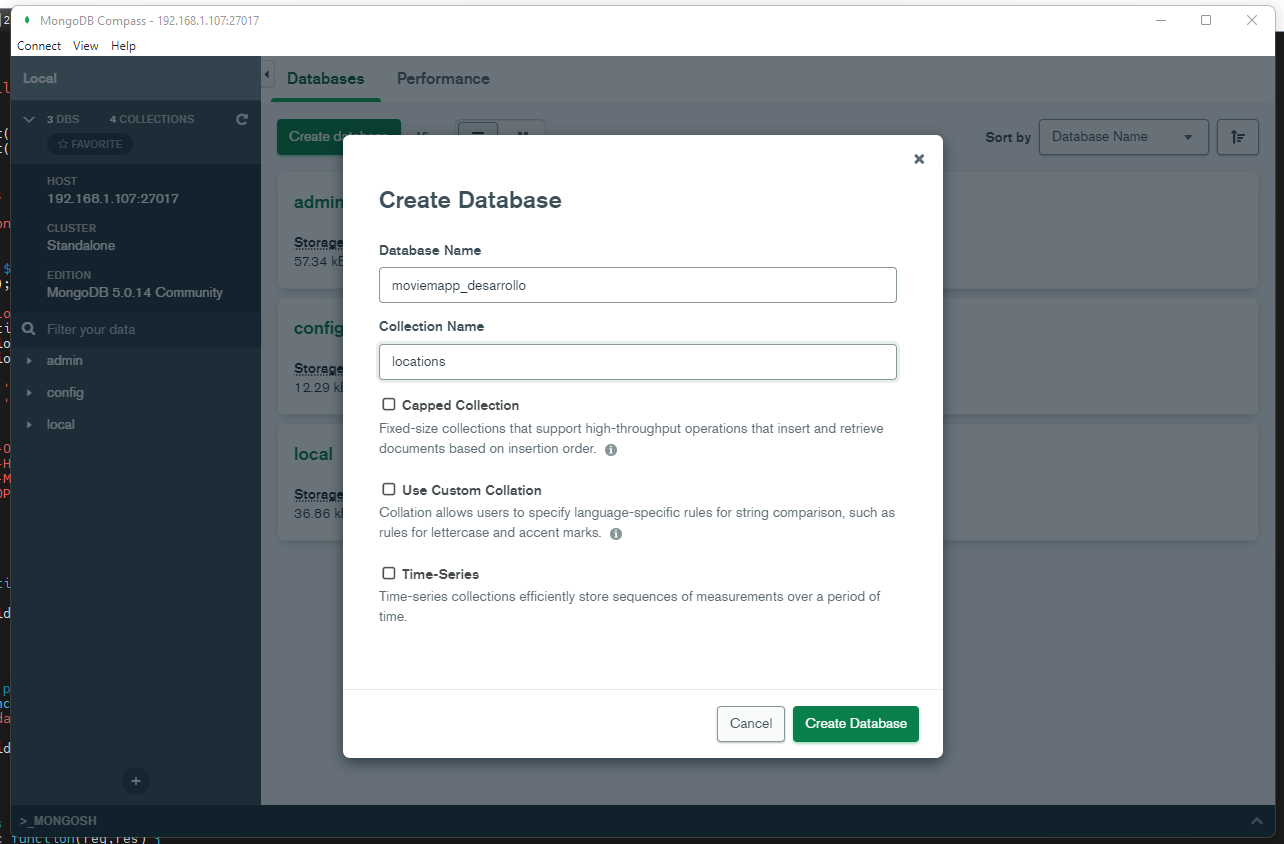 MongoDB Compass - 192.168.1.107:27017
Connect View Help
Local
Databases Performance
3 DBS 4 COLLECTIONS
FAVORITE
HOST
192.168.1.107:27017
CLUSTER
Standalone
EDITION
MongoDB 5.0.14 Community
Filter your data
admin
config
local
Create database
Sort by Database Name
admin
Storage
57.34 kB
config
Storage
12.29 kB
local
Storage
36.86 kB
Create Database
Database Name
moviemapp_desarrollo
Collection Name
locations
Capped Collection
Fixed-size collections that support high-throughput operations that insert and retrieve
documents based on insertion order.
Use Custom Collation
Collation allows users to specify language-specific rules for string comparison, such as
rules for lettercase and accent marks.
Time-Series
Time-series collections efficiently store sequences of measurements over a period of
time.
Cancel Create Database
>_MONGOSH
function(req,res) {